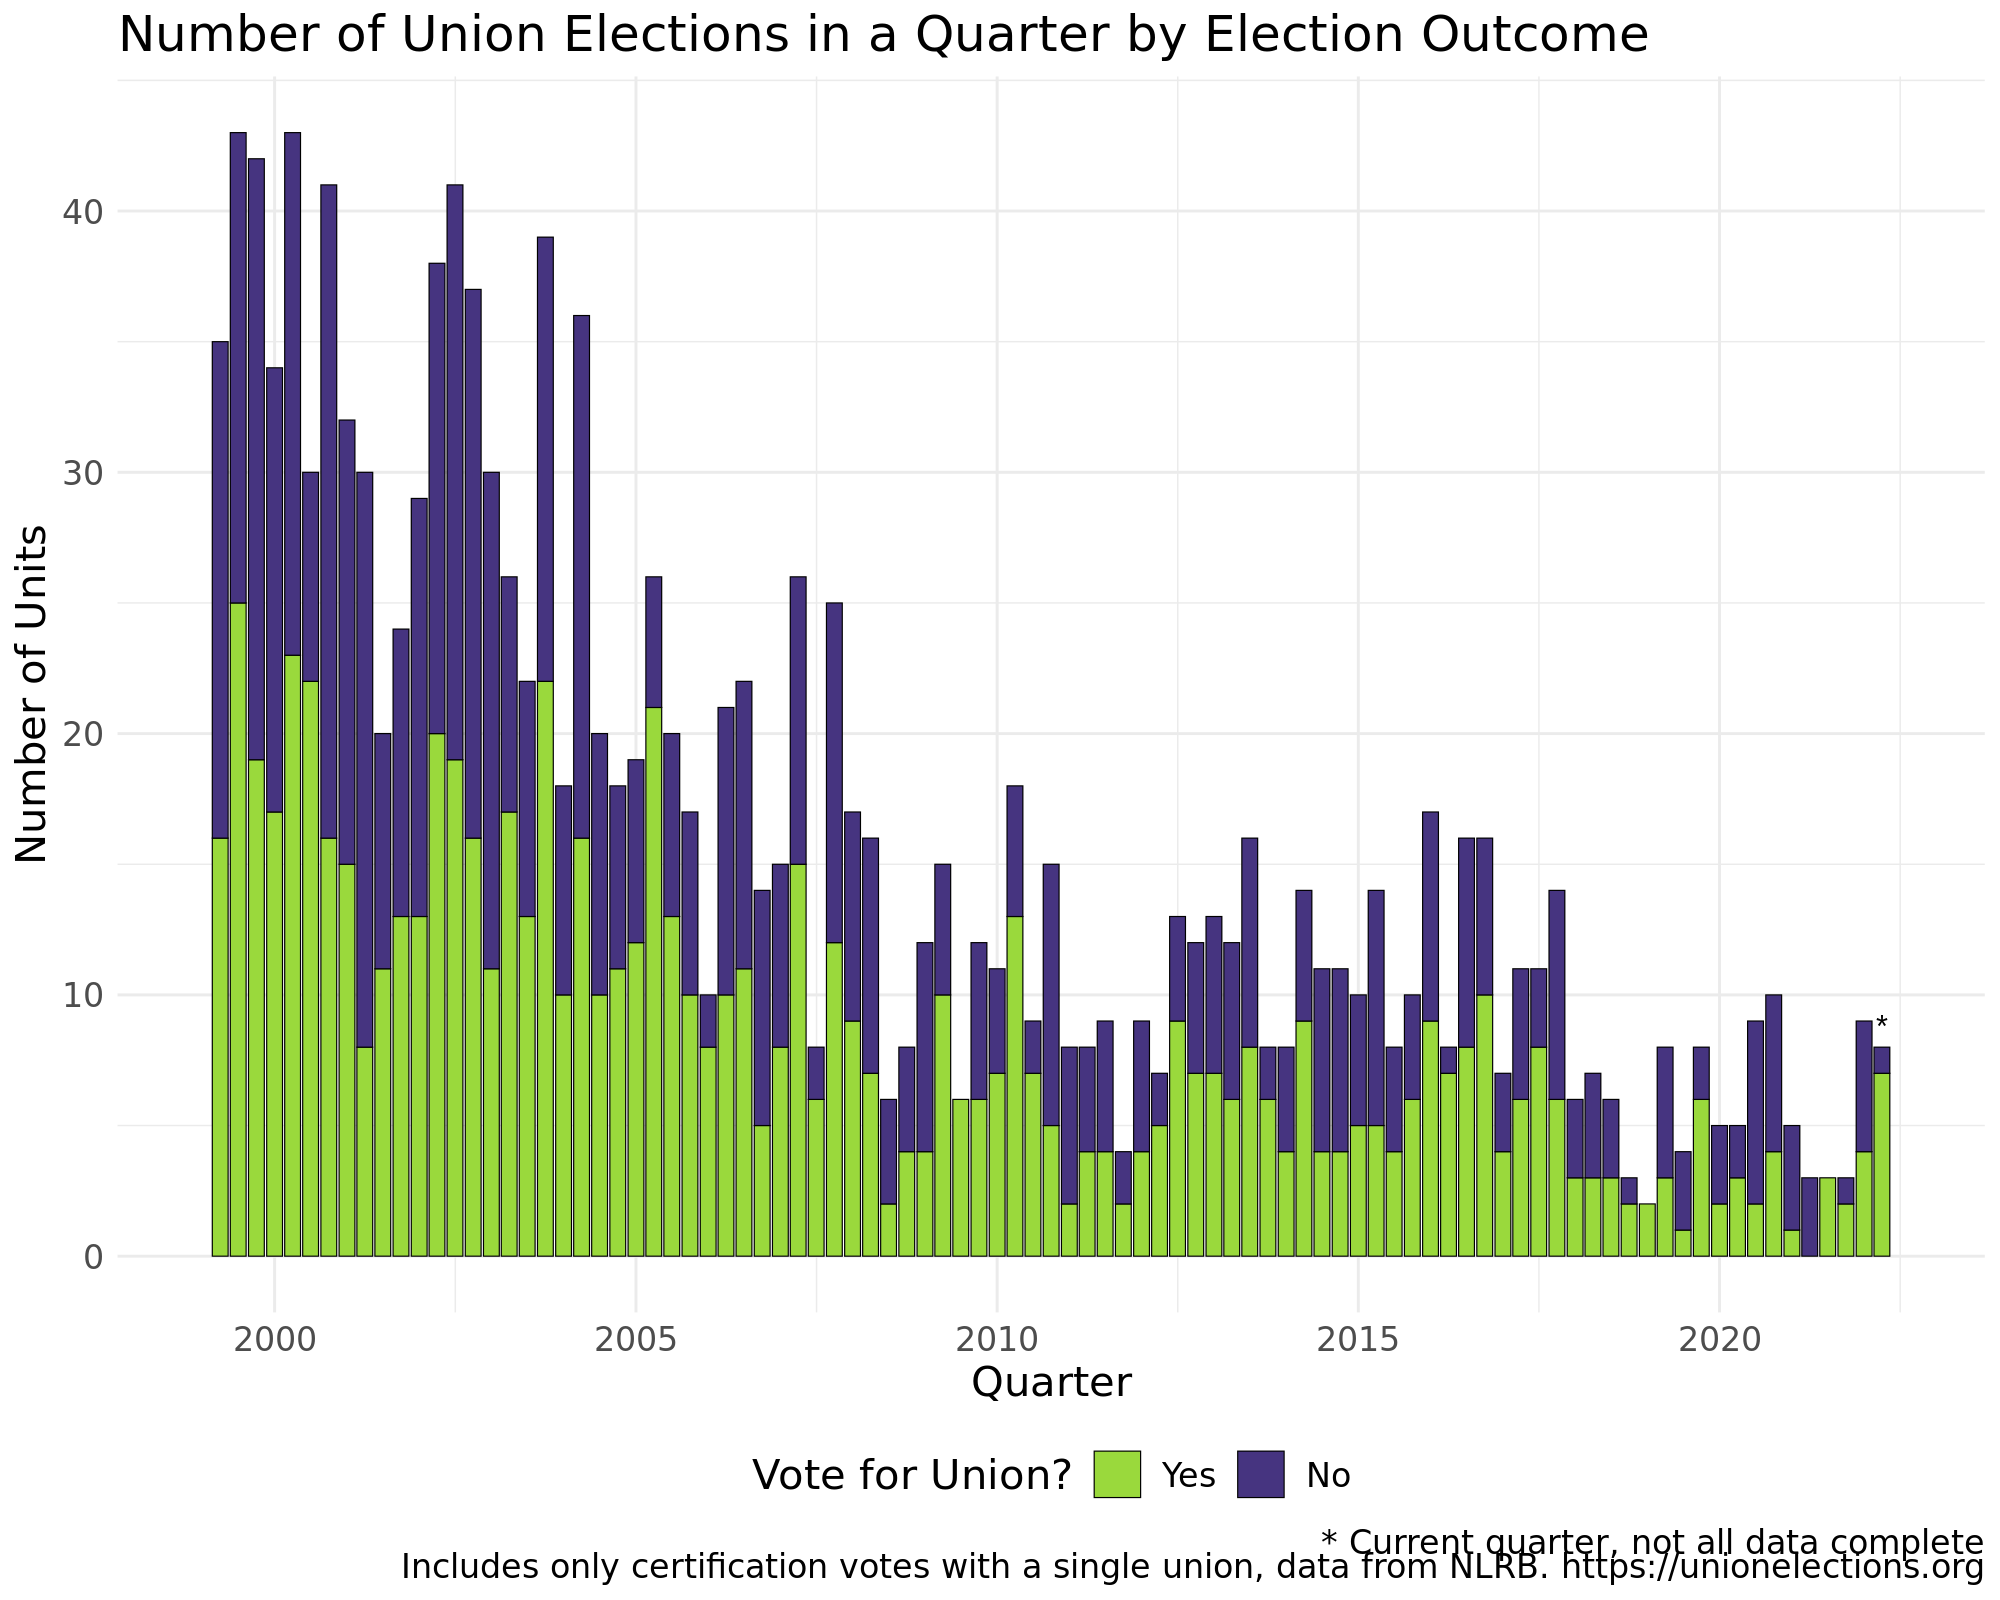 Number of Union Elections in a Quarter by Election Outcome
Number of Units
40
30
20
10
0
*
2000 2005 2010 2015 2020
Quarter
Vote for Union? Yes No
* Current quarter, not all data complete
Includes only certification votes with a single union, data from NLRB. https://unionelections.org